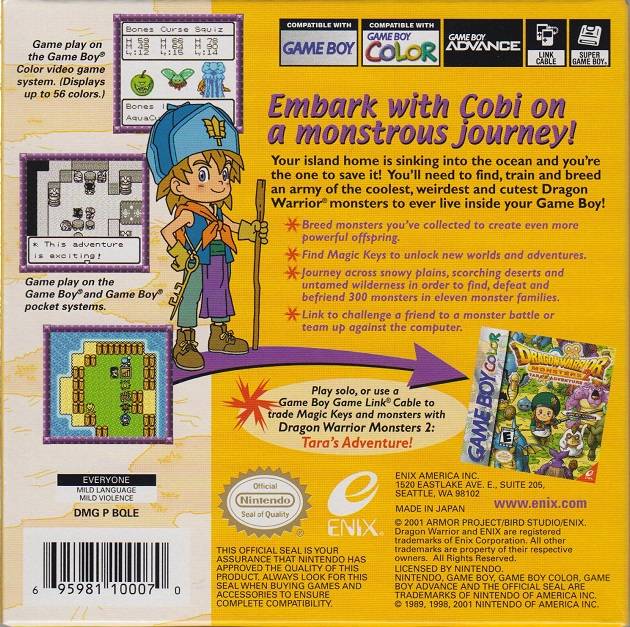 Game play on
the Game Boy®
Color video game
system. (Displays
up to 56 colors.)
Bones Curse Squiz
Bones
AquaCu
COMPATIBLE WITH
GAME BOY
COMPATIBLE WITH
GAME BOY
COLOR
GAME BOY
ADVANCE
LINK
CABLE
SUPER
GAME BOY®
Embark with Cobi on
a monstrous journey!
Your island home is sinking into the ocean and you're
the one to save it! You'll need to find, train and breed
an army of the coolest, weirdest and cutest Dragon
Warrior® monsters to ever live inside your Game Boy!
Breed monsters you've collected to create even more
powerful offspring.
Find Magic Keys to unlock new worlds and adventures.
Journey across snowy plains, scorching deserts and
untamed wilderness in order to find, defeat and
befriend 300 monsters in eleven monster families.
Link to challenge a friend to a monster battle or
team up against the computer.
* This adventure
is exciting!
Game play on the
Game Boy® and Game Boy®
pocket systems.
Play solo, or use a
Game Boy Game Link® Cable to
trade Magic Keys and monsters with
Dragon Warrior Monsters 2:
Tara's Adventure!
GAME BOY COLOR
DRAGON WARRIOR
MONSTERS 2
TARA'S ADVENTURE
E
EVERYONE
MILD LANGUAGE
MILD VIOLENCE
DMG P BQLE
6 95981 10007 0
Official
Nintendo
Seal of Quality
ENIX®
THIS OFFICIAL SEAL IS YOUR
ASSURANCE THAT NINTENDO HAS
APPROVED THE QUALITY OF THIS
PRODUCT. ALWAYS LOOK FOR THIS
SEAL WHEN BUYING GAMES AND
ACCESSORIES TO ENSURE
COMPLETE COMPATIBILITY.
ENIX AMERICA INC.
1520 EASTLAKE AVE. E., SUITE 205,
SEATTLE, WA 98102
MADE IN JAPAN
www.enix.com
© 2001 ARMOR PROJECT/BIRD STUDIO/ENIX.
Dragon Warrior and ENIX are registered
trademarks of Enix Corporation. All other
trademarks are property of their respective
owners. All Rights Reserved.
LICENSED BY NINTENDO.
NINTENDO, GAME BOY, GAME BOY COLOR, GAME
BOY ADVANCE AND THE OFFICIAL SEAL ARE
TRADEMARKS OF NINTENDO OF AMERICA INC.
© 1989, 1998, 2001 NINTENDO OF AMERICA INC.